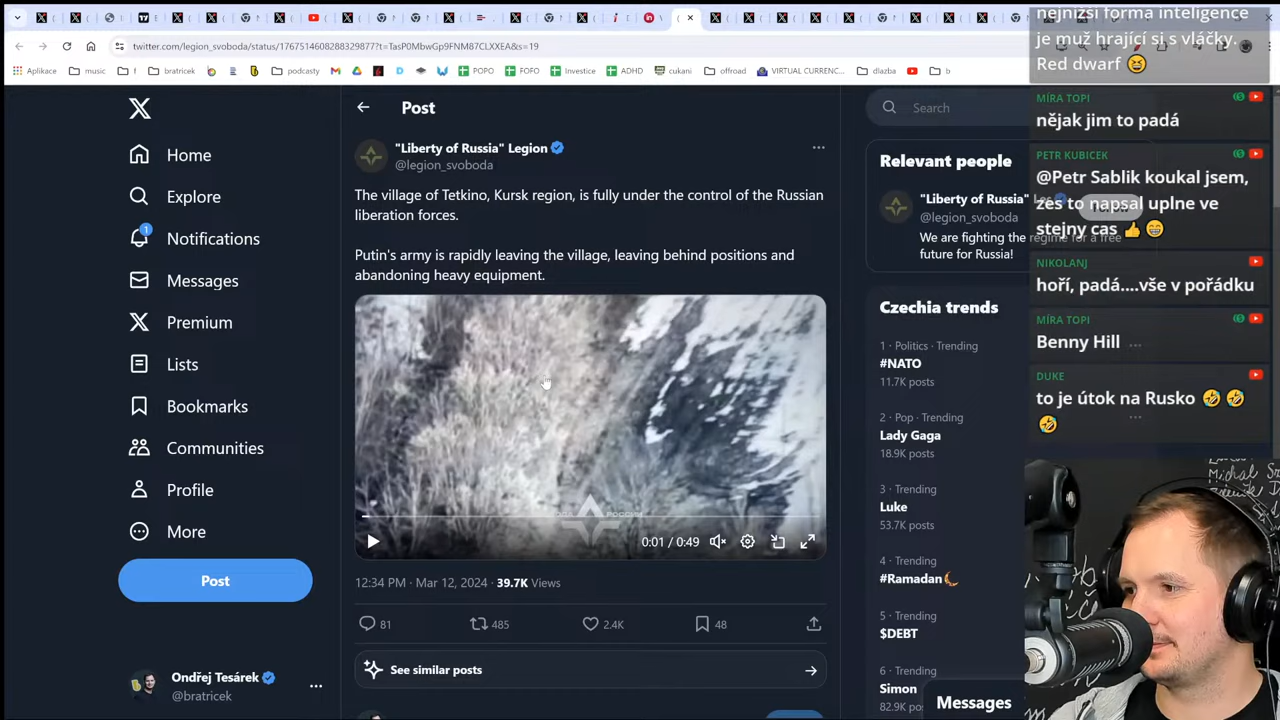 twitter.com/legion_svoboda/status/1767514608288329877?t=TasP0MbwGp9FNM87CLXXEA&s=19
Aplikace
music
f
bratricek
podcasty
POPO
FOFO
Investice
ADHD
cukani
offroad
VIRTUAL CURRENC...
dlazba
b
Home
Explore
1
Notifications
Messages
Premium
Lists
Bookmarks
Communities
Profile
More
Post
Ondřej Tesárek
@bratricek
Post
"Liberty of Russia" Legion
@legion_svoboda
The village of Tetkino, Kursk region, is fully under the control of the Russian
liberation forces.
Putin's army is rapidly leaving the village, leaving behind positions and
abandoning heavy equipment.
0:01 / 0:49
12:34 PM · Mar 12, 2024 · 39.7K Views
81
485
2.4K
48
See similar posts
Search
Relevant people
"Liberty of Russia"
@legion_svoboda
We are fighting the regime for a free
future for Russia!
Czechia trends
1 · Politics · Trending
#NATO
11.7K posts
2 · Pop · Trending
Lady Gaga
18.9K posts
3 · Trending
Luke
53.7K posts
4 · Trending
#Ramadan
5 · Trending
$DEBT
6 · Trending
Simon
82.9K
Messages
nejnižší forma inteligence
je muž hrající si s vláčky.
Red dwarf 😆
MÍRA TOPI
nějak jim to padá
PETR KUBICEK
@Petr Sablik koukal jsem,
zes to napsal uplne ve
stejny cas 👍 😁
NIKOLANJ
hoří, padá....vše v pořádku
MÍRA TOPI
Benny Hill
DUKE
to je útok na Rusko 🤣 🤣
🤣